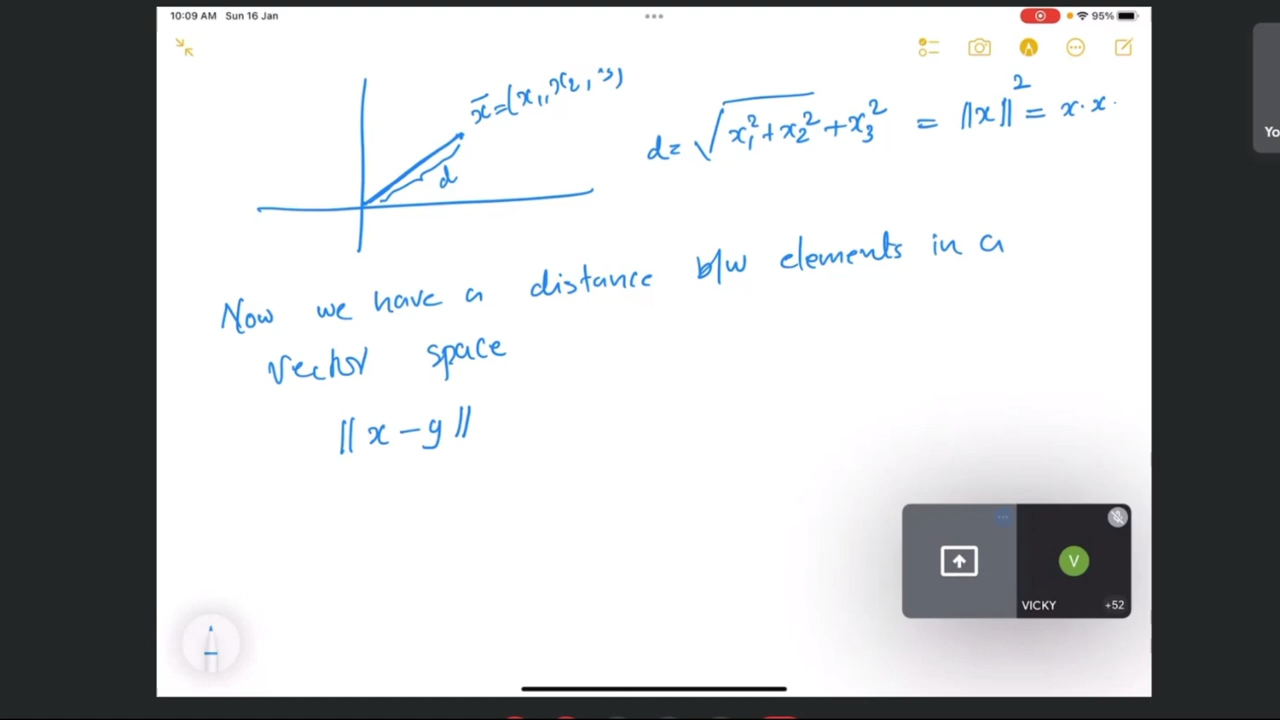 10:09 AM Sun 16 Jan
95%
x̄=(x₁, x₂, x₃)
d
d= √x₁²+x₂²+x₃² = ||x||² = x·x.
Now we have a distance b/w elements in a
vector space
||x-y||
Yo
V
VICKY +52